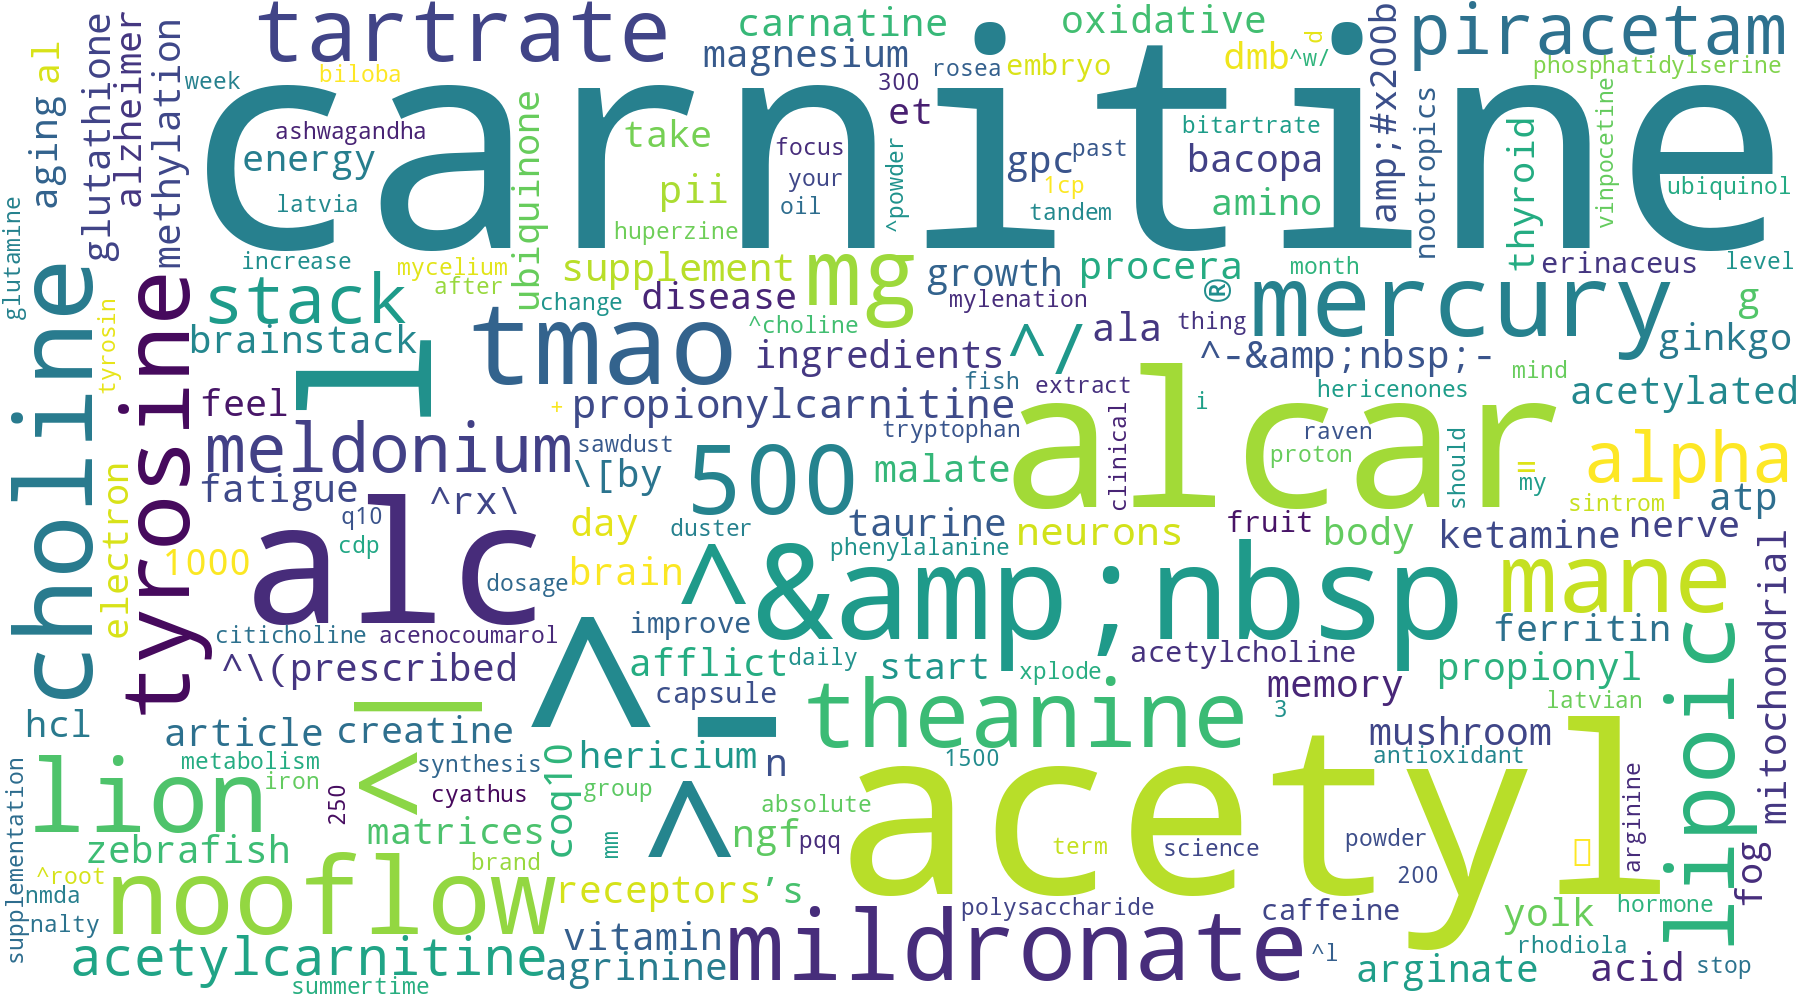 tartrate
carnatine
oxidative
piracetam
magnesium
dmb
^w/
d
al
aging
glutathione
alzheimer
methylation
week
biloba
carnitine
300
rosea
embryo
et
amp;#x200b
nootropics
phosphatidylserine
ashwagandha
energy
latvia
ubiquinone
take
pii
huperzine
focus
your
oil
^powder
gpc
past
1cp
tandem
bitartrate
bacopa
amino
thyroid
vinpocetine
ubiquinol
glutamine
increase
mycelium
after
supplement
mg
growth
procera
month
erinaceus
level
stack
change
disease
mylenation
®
mercury
g
choline
tyrosin
tyrosine
brainstack
l
tmao
^choline
ingredients
^/
ala
thing
^-&amp;nbsp;-
ginkgo
feel
+
propionylcarnitine
fish
extract
alcar
i
hericenones
mind
acetylated
meldonium
sawdust
tryptophan
raven
proton
\[by
500
malate
clinical
should
=
my
alpha
fatigue
^rx\
sintrom
atp
electron
q10
cdp
day
duster
taurine
neurons
fruit
body
ketamine
nerve
1000
alc
dosage
brain
^
phenylalanine
&amp;nbsp
mane
mitochondrial
citicholine
acenocoumarol
^
improve
ferritin
^\(prescribed
afflict
daily
start
xplode
acetylcholine
propionyl
lipoic
capsule
memory
latvian
hcl
article
creatine
theanine
3
mushroom
metabolism
synthesis
hericium
n
1500
antioxidant
lion
iron
250
<
cyathus
coq10
group
^
absolute
acetyl
arginine
supplementation
matrices
mm
ngf
pqq
term
science
powder
zebrafish
^root
nooflow
brand
receptors
’s
200
fog
nmda
nalty
polysaccharide
caffeine
yolk
hormone
vitamin
mildronate
^l
rhodiola
acetylcarnitine
agrinine
arginate
acid
stop
summertime